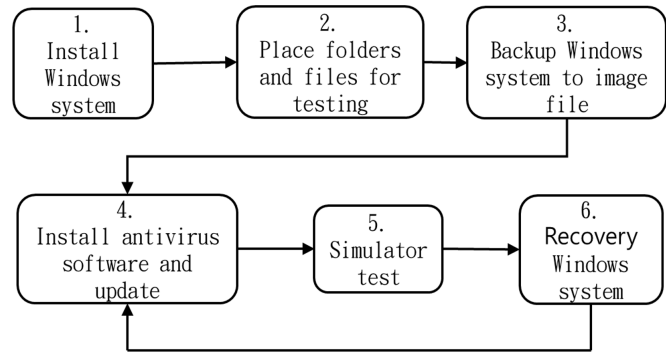 1.
Install
Windows
system
2.
Place folders
and files for
testing
3.
Backup Windows
system to image
file
4.
Install antivirus
software and
update
5.
Simulator
test
6.
Recovery
Windows
system